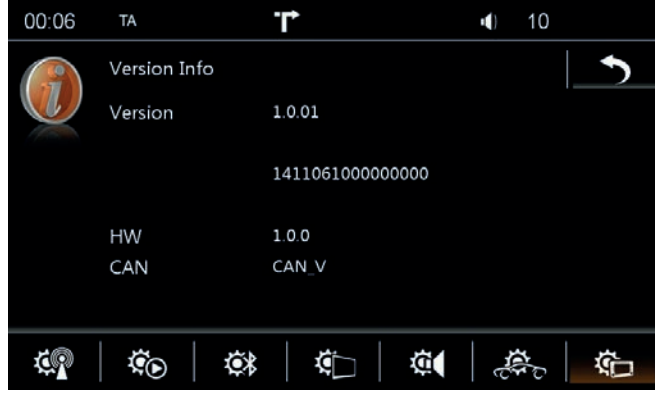 00:06 TA 10
Version Info
Version 1.0.01
1411061000000000
HW 1.0.0
CAN CAN_V